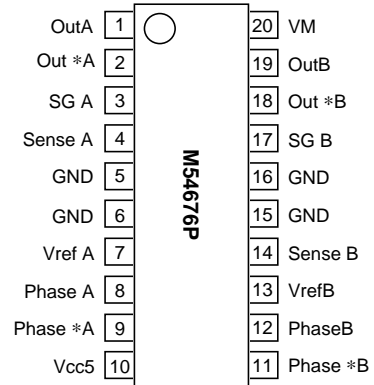 OutA 1 20 VM
Out *A 2 19 OutB
SG A 3 18 Out *B
Sense A 4 17 SG B
GND 5 16 GND
GND 6 15 GND
Vref A 7 14 Sense B
Phase A 8 13 VrefB
Phase *A 9 12 PhaseB
Vcc5 10 11 Phase *B
M54676P